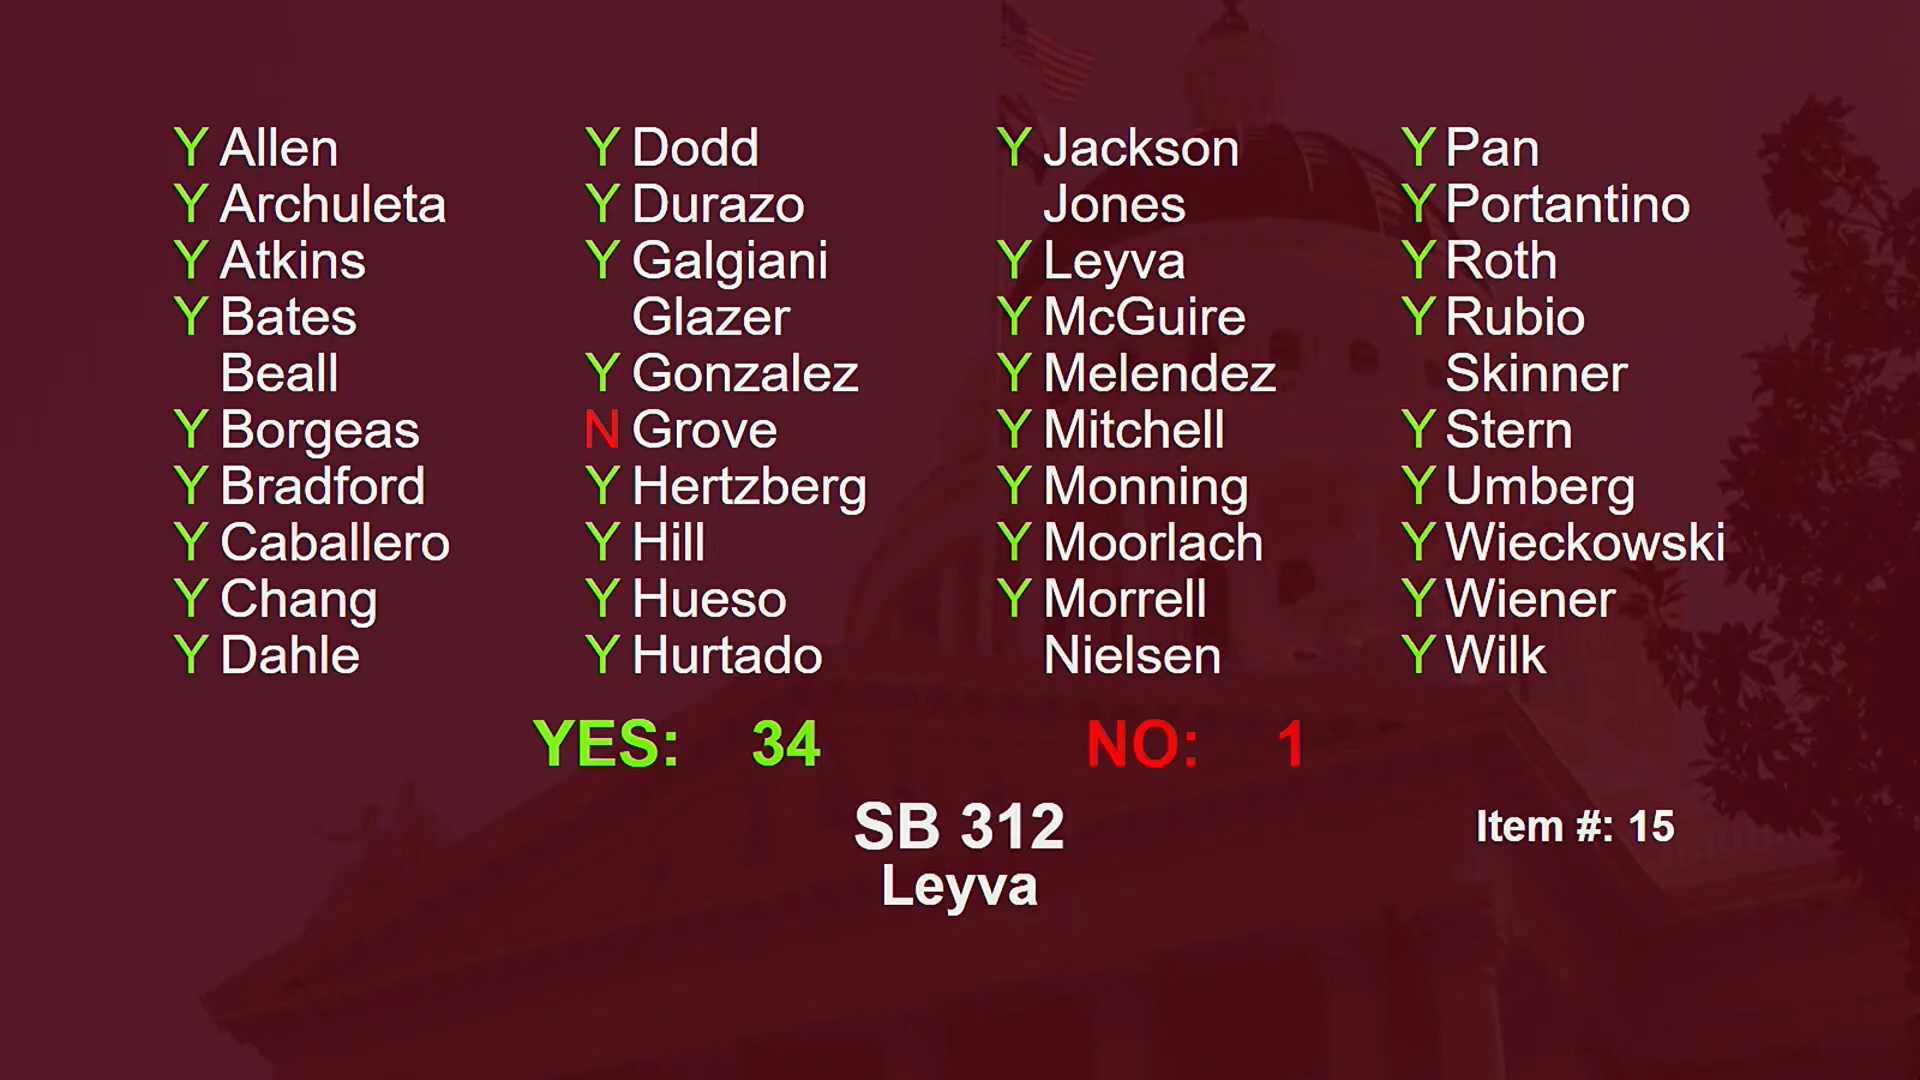 Y Allen Y Dodd Y Jackson Y Pan
Y Archuleta Y Durazo Jones Y Portantino
Y Atkins Y Galgiani Y Leyva Y Roth
Y Bates Glazer Y McGuire Y Rubio
Beall Y Gonzalez Y Melendez Skinner
Y Borgeas N Grove Y Mitchell Y Stern
Y Bradford Y Hertzberg Y Monning Y Umberg
Y Caballero Y Hill Y Moorlach Y Wieckowski
Y Chang Y Hueso Y Morrell Y Wiener
Y Dahle Y Hurtado Nielsen Y Wilk
YES: 34 NO: 1
SB 312 Item #: 15
Leyva